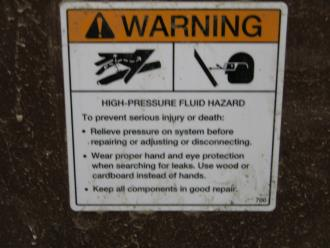 WARNING
HIGH-PRESSURE FLUID HAZARD
To prevent serious injury or death:
• Relieve pressure on system before
repairing or adjusting or disconnecting.
• Wear proper hand and eye protection
when searching for leaks. Use wood or
cardboard instead of hands.
• Keep all components in good repair.
700